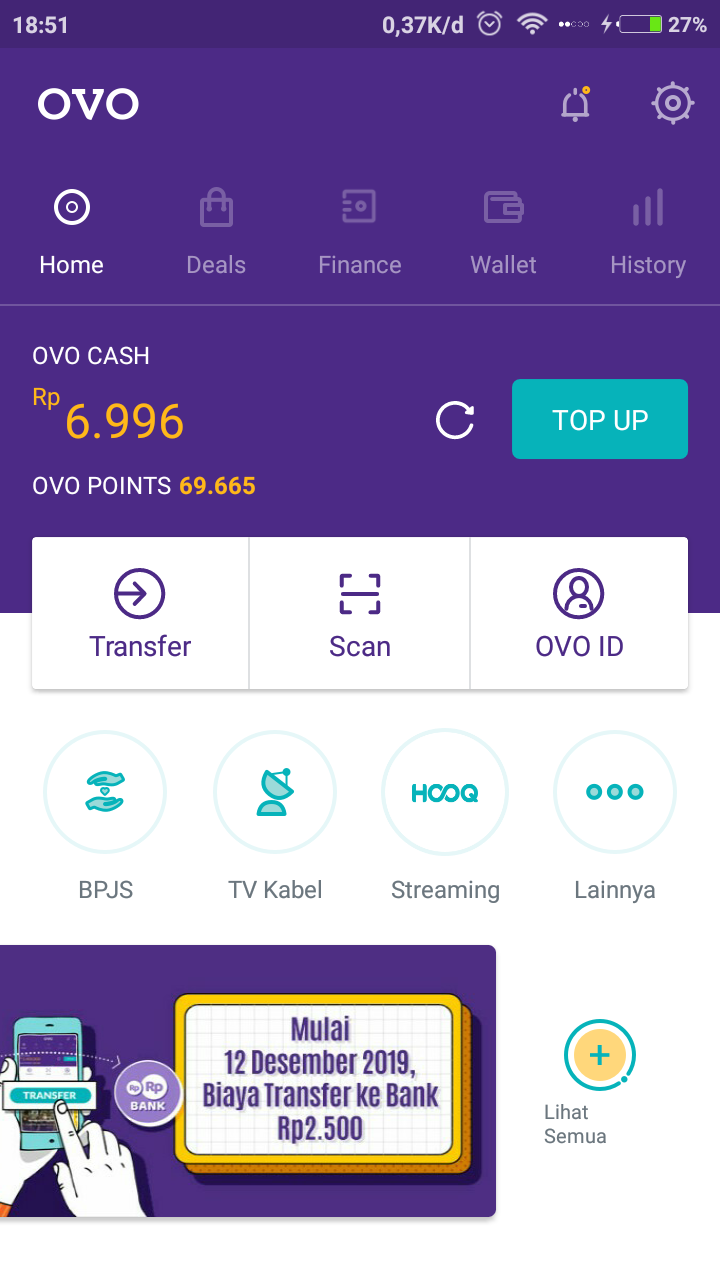 18:51 0,37K/d 27%
OVO
Home Deals Finance Wallet History
OVO CASH
Rp 6.996 TOP UP
OVO POINTS 69.665
Transfer Scan OVO ID
HOOQ
BPJS TV Kabel Streaming Lainnya
Mulai
12 Desember 2019,
Biaya Transfer ke Bank
Rp2.500
TRANSFER
Rp Rp
BANK
Lihat
Semua